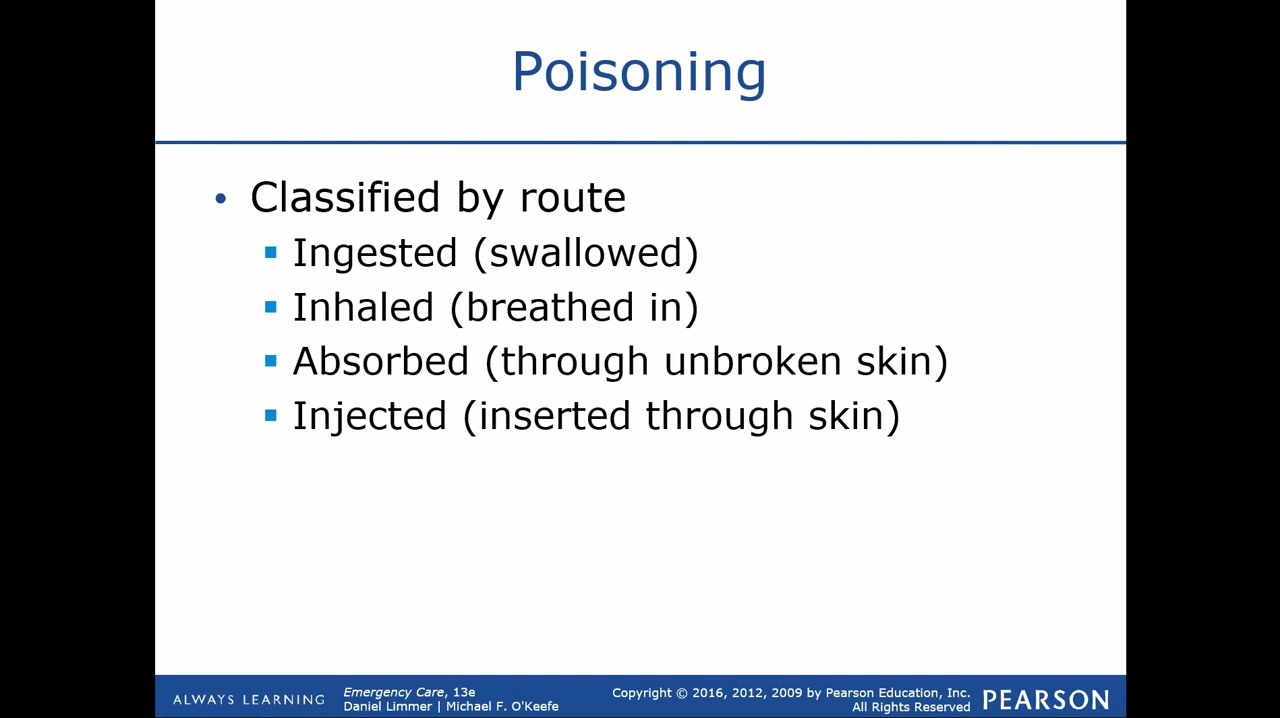 Poisoning
• Classified by route
▪ Ingested (swallowed)
▪ Inhaled (breathed in)
▪ Absorbed (through unbroken skin)
▪ Injected (inserted through skin)
ALWAYS LEARNING
Emergency Care, 13e
Daniel Limmer | Michael F. O'Keefe
Copyright © 2016, 2012, 2009 by Pearson Education, Inc.
All Rights Reserved
PEARSON